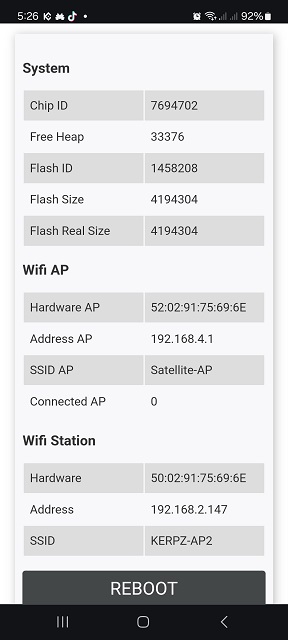 5:26 92%
System
Chip ID 7694702
Free Heap 33376
Flash ID 1458208
Flash Size 4194304
Flash Real Size 4194304
Wifi AP
Hardware AP 52:02:91:75:69:6E
Address AP 192.168.4.1
SSID AP Satellite-AP
Connected AP 0
Wifi Station
Hardware 50:02:91:75:69:6E
Address 192.168.2.147
SSID KERPZ-AP2
REBOOT